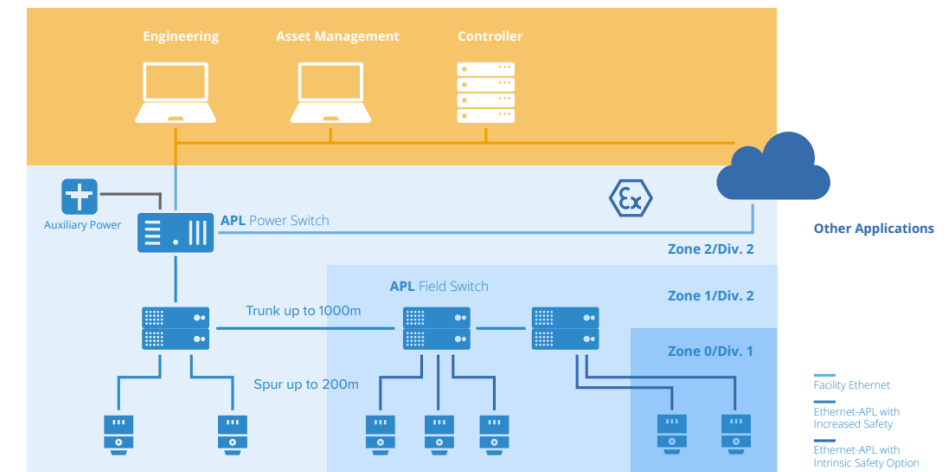 Engineering
Asset Management
Controller
Auxiliary Power
APL Power Switch
Ex
Other Applications
Zone 2/Div. 2
APL Field Switch
Zone 1/Div. 2
Trunk up to 1000m
Zone 0/Div. 1
Spur up to 200m
Facility Ethernet
Ethernet-APL with
Increased Safety
Ethernet-APL with
Intrinsic Safety Option